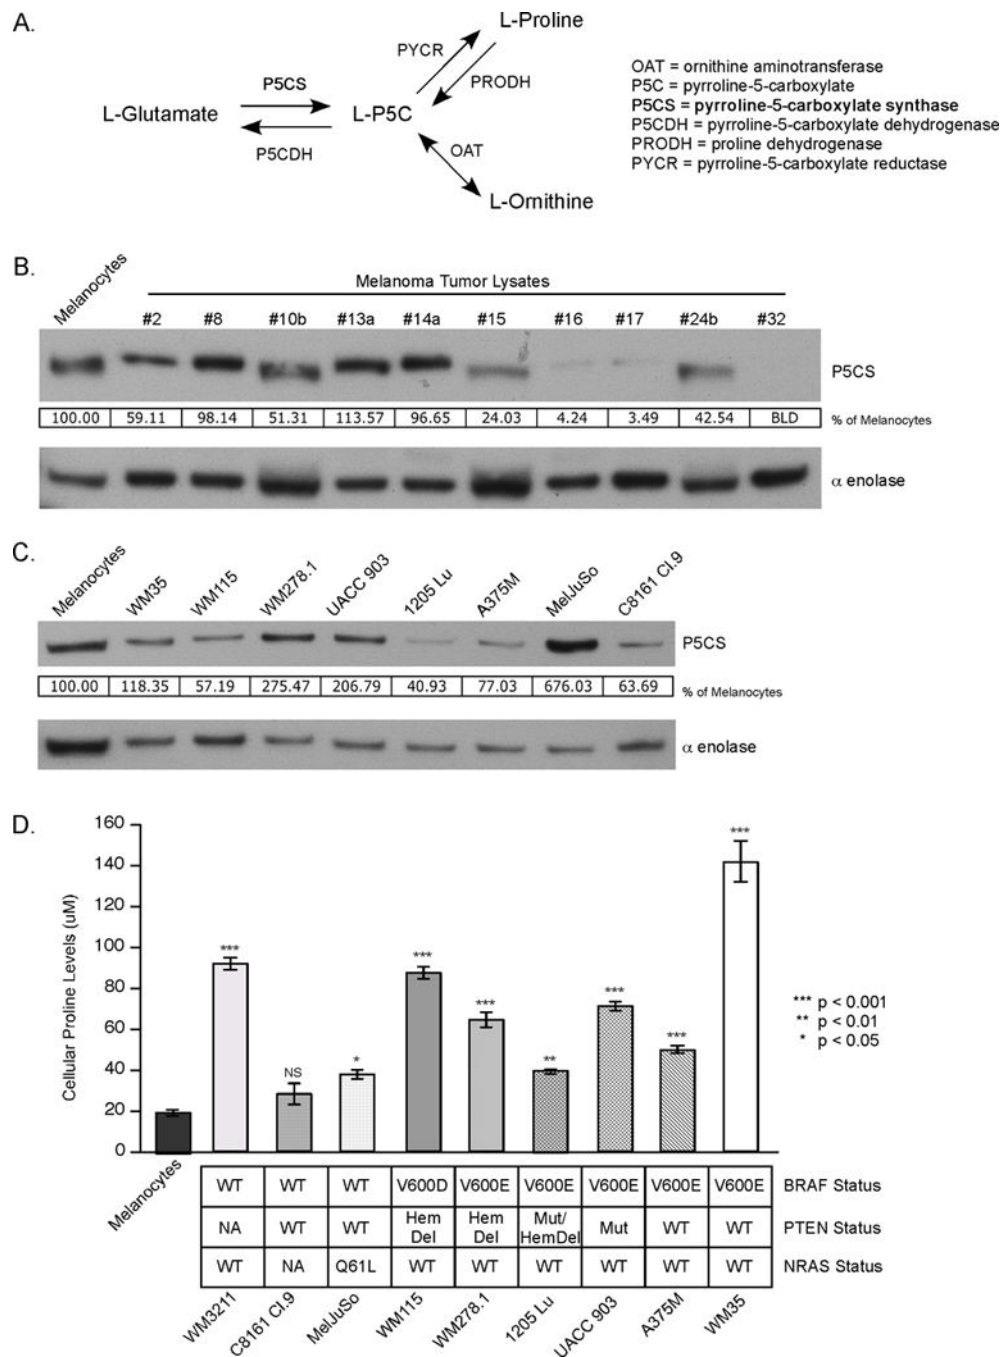 A.
L-Glutamate
P5CS
P5CDH
L-P5C
PYCR
PRODH
L-Proline
OAT
L-Ornithine
OAT = ornithine aminotransferase
P5C = pyrroline-5-carboxylate
P5CS = pyrroline-5-carboxylate synthase
P5CDH = pyrroline-5-carboxylate dehydrogenase
PRODH = proline dehydrogenase
PYCR = pyrroline-5-carboxylate reductase
B.
Melanoma Tumor Lysates
Melanocytes #2 #8 #10b #13a #14a #15 #16 #17 #24b #32
P5CS
100.00 59.11 98.14 51.31 113.57 96.65 24.03 4.24 3.49 42.54 BLD % of Melanocytes
α enolase
C.
Melanocytes WM35 WM115 WM278.1 UACC 903 1205 Lu A375M MelJuSo C8161 Cl.9
P5CS
100.00 118.35 57.19 275.47 206.79 40.93 77.03 676.03 63.69 % of Melanocytes
α enolase
D.
Cellular Proline Levels (uM)
160
140
120
100
80
60
40
20
0
*** NS * *** *** ** *** *** ***
*** p < 0.001
** p < 0.01
* p < 0.05
WT WT WT V600D V600E V600E V600E V600E V600E BRAF Status
NA WT WT Hem Del Hem Del Mut/ HemDel Mut WT WT PTEN Status
WT NA Q61L WT WT WT WT WT WT NRAS Status
Melanocytes WM3211 C8161 Cl.9 MelJuSo WM115 WM278.1 1205 Lu UACC 903 A375M WM35